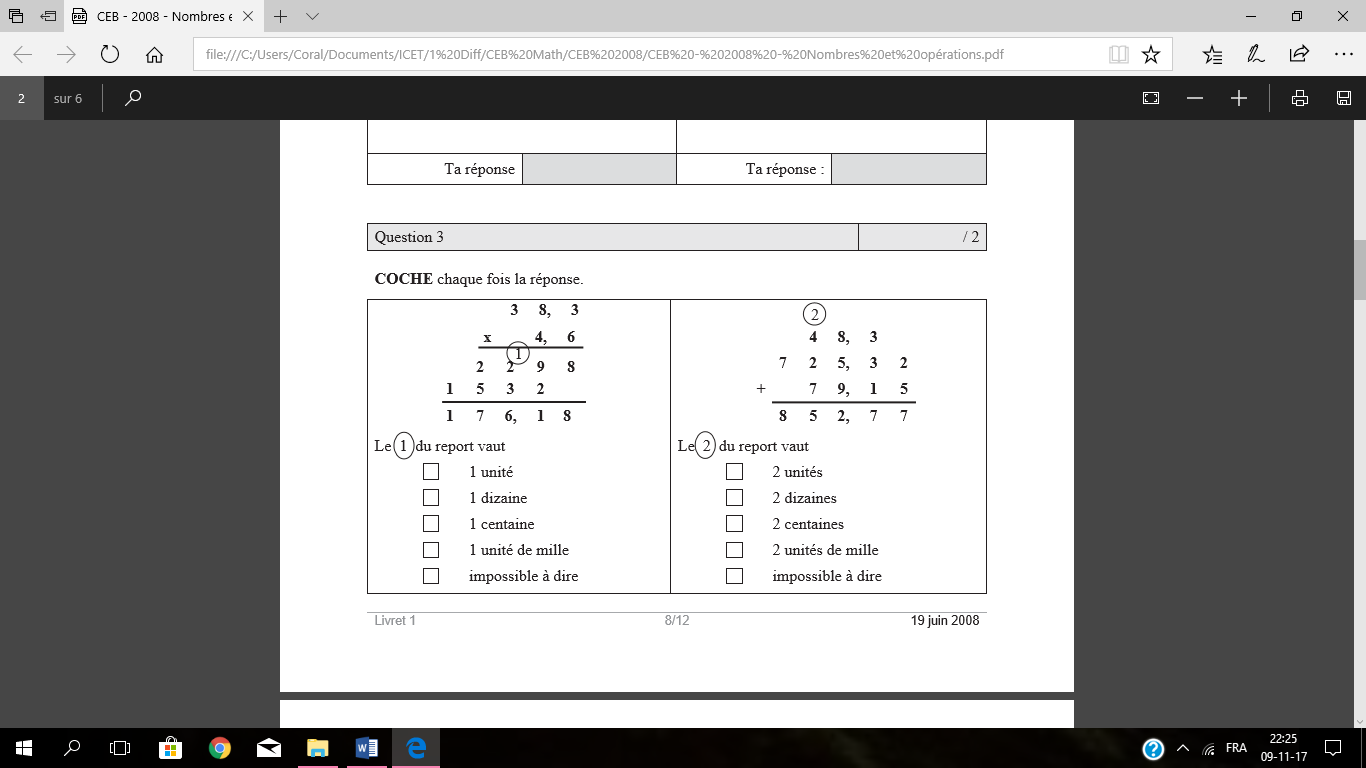 CEB - 2008 - Nombres e
file:///C:/Users/Coral/Documents/ICET/1%20Diff/CEB%20Math/CEB%202008/CEB%20-%202008%20-%20Nombres%20et%20opérations.pdf
2 sur 6
Ta réponse
Ta réponse :
Question 3 / 2
COCHE chaque fois la réponse.
3 8, 3
x 4, 6
1
2 2 9 8
1 5 3 2
1 7 6, 1 8
Le 1 du report vaut
1 unité
1 dizaine
1 centaine
1 unité de mille
impossible à dire
2
4 8, 3
7 2 5, 3 2
+ 7 9, 1 5
8 5 2, 7 7
Le 2 du report vaut
2 unités
2 dizaines
2 centaines
2 unités de mille
impossible à dire
Livret 1 8/12 19 juin 2008
FRA
22:25
09-11-17